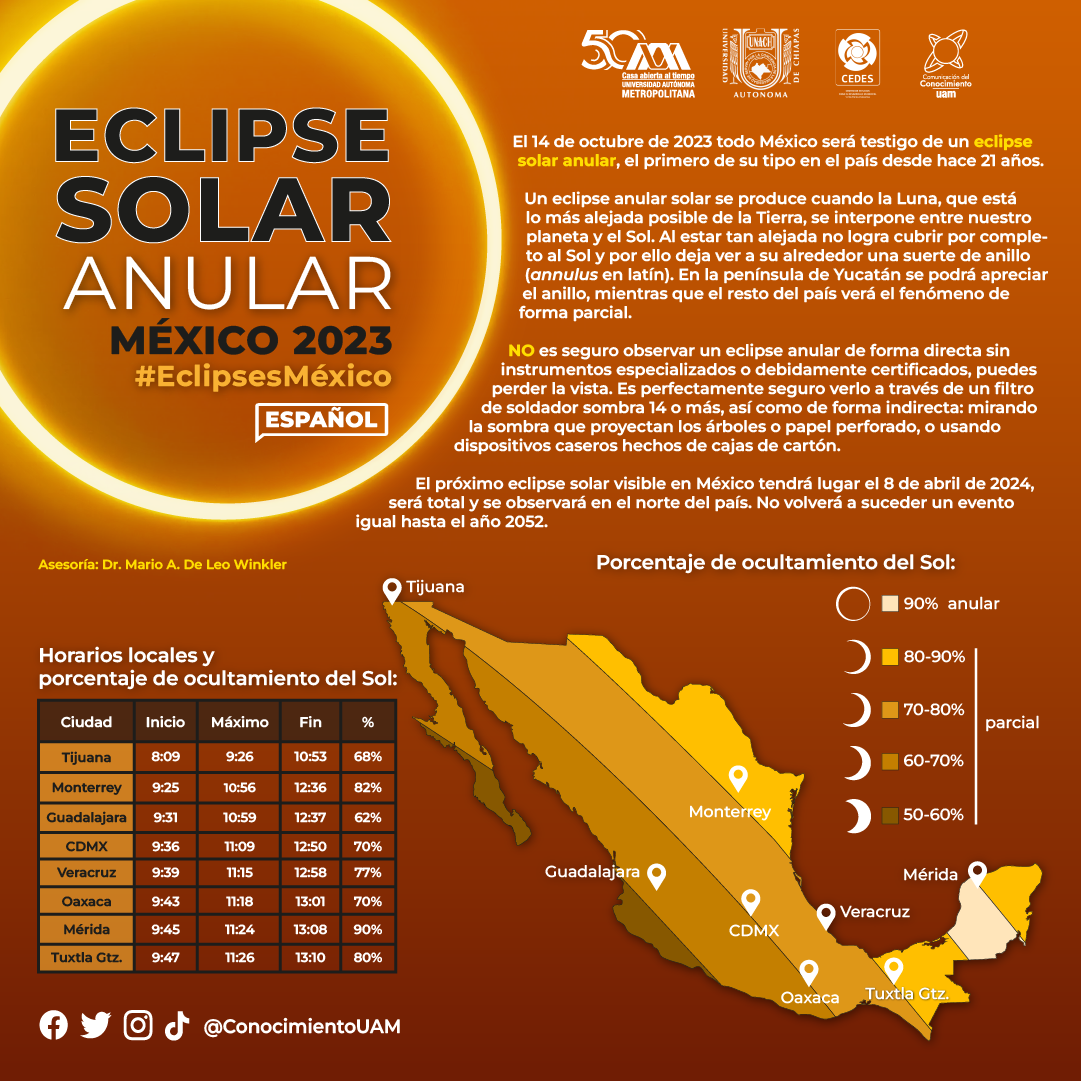 50
Casa abierta al tiempo
UNIVERSIDAD AUTÓNOMA
METROPOLITANA
UNIVERSIDAD
UNACH
DE CHIAPAS
AUTONOMA
CEDES
Comunicación del
Conocimiento
uam
ECLIPSE
SOLAR
ANULAR
MÉXICO 2023
#EclipsesMéxico
ESPAÑOL
El 14 de octubre de 2023 todo México será testigo de un eclipse
solar anular, el primero de su tipo en el país desde hace 21 años.
Un eclipse anular solar se produce cuando la Luna, que está
lo más alejada posible de la Tierra, se interpone entre nuestro
planeta y el Sol. Al estar tan alejada no logra cubrir por comple-
to al Sol y por ello deja ver a su alrededor una suerte de anillo
(annulus en latín). En la península de Yucatán se podrá apreciar
el anillo, mientras que el resto del país verá el fenómeno de
forma parcial.
NO es seguro observar un eclipse anular de forma directa sin
instrumentos especializados o debidamente certificados, puedes
perder la vista. Es perfectamente seguro verlo a través de un filtro
de soldador sombra 14 o más, así como de forma indirecta: mirando
la sombra que proyectan los árboles o papel perforado, o usando
dispositivos caseros hechos de cajas de cartón.
El próximo eclipse solar visible en México tendrá lugar el 8 de abril de 2024,
será total y se observará en el norte del país. No volverá a suceder un evento
igual hasta el año 2052.
Asesoría: Dr. Mario A. De Leo Winkler
Porcentaje de ocultamiento del Sol:
90% anular
80-90%
70-80%
60-70%
50-60%
parcial
Tijuana
Monterrey
Guadalajara
CDMX
Veracruz
Oaxaca
Tuxtla Gtz.
Mérida
Horarios locales y
porcentaje de ocultamiento del Sol:
Ciudad Inicio Máximo Fin %
Tijuana 8:09 9:26 10:53 68%
Monterrey 9:25 10:56 12:36 82%
Guadalajara 9:31 10:59 12:37 62%
CDMX 9:36 11:09 12:50 70%
Veracruz 9:39 11:15 12:58 77%
Oaxaca 9:43 11:18 13:01 70%
Mérida 9:45 11:24 13:08 90%
Tuxtla Gtz. 9:47 11:26 13:10 80%
@ConocimientoUAM